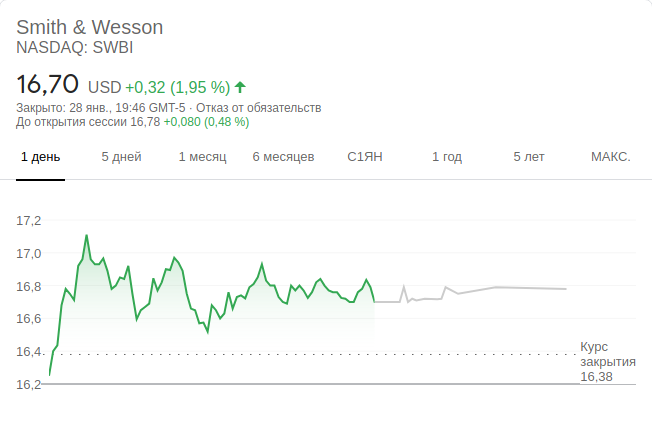 Smith & Wesson
NASDAQ: SWBI
16,70 USD +0,32 (1,95 %)
Закрыто: 28 янв., 19:46 GMT-5 · Отказ от обязательств
До открытия сессии 16,78 +0,080 (0,48 %)
1 день 5 дней 1 месяц 6 месяцев С1ЯН 1 год 5 лет МАКС.
17,2
17,0
16,8
16,6
16,4
16,2
Курс
закрытия
16,38